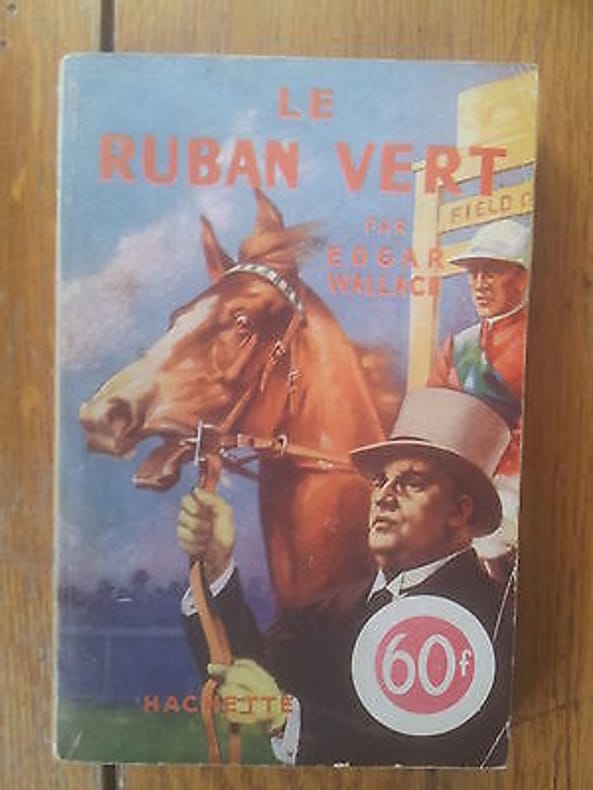 LE
RUBAN VERT
PAR
EDGAR
WALLACE
FIELD
HACHETTE
60f